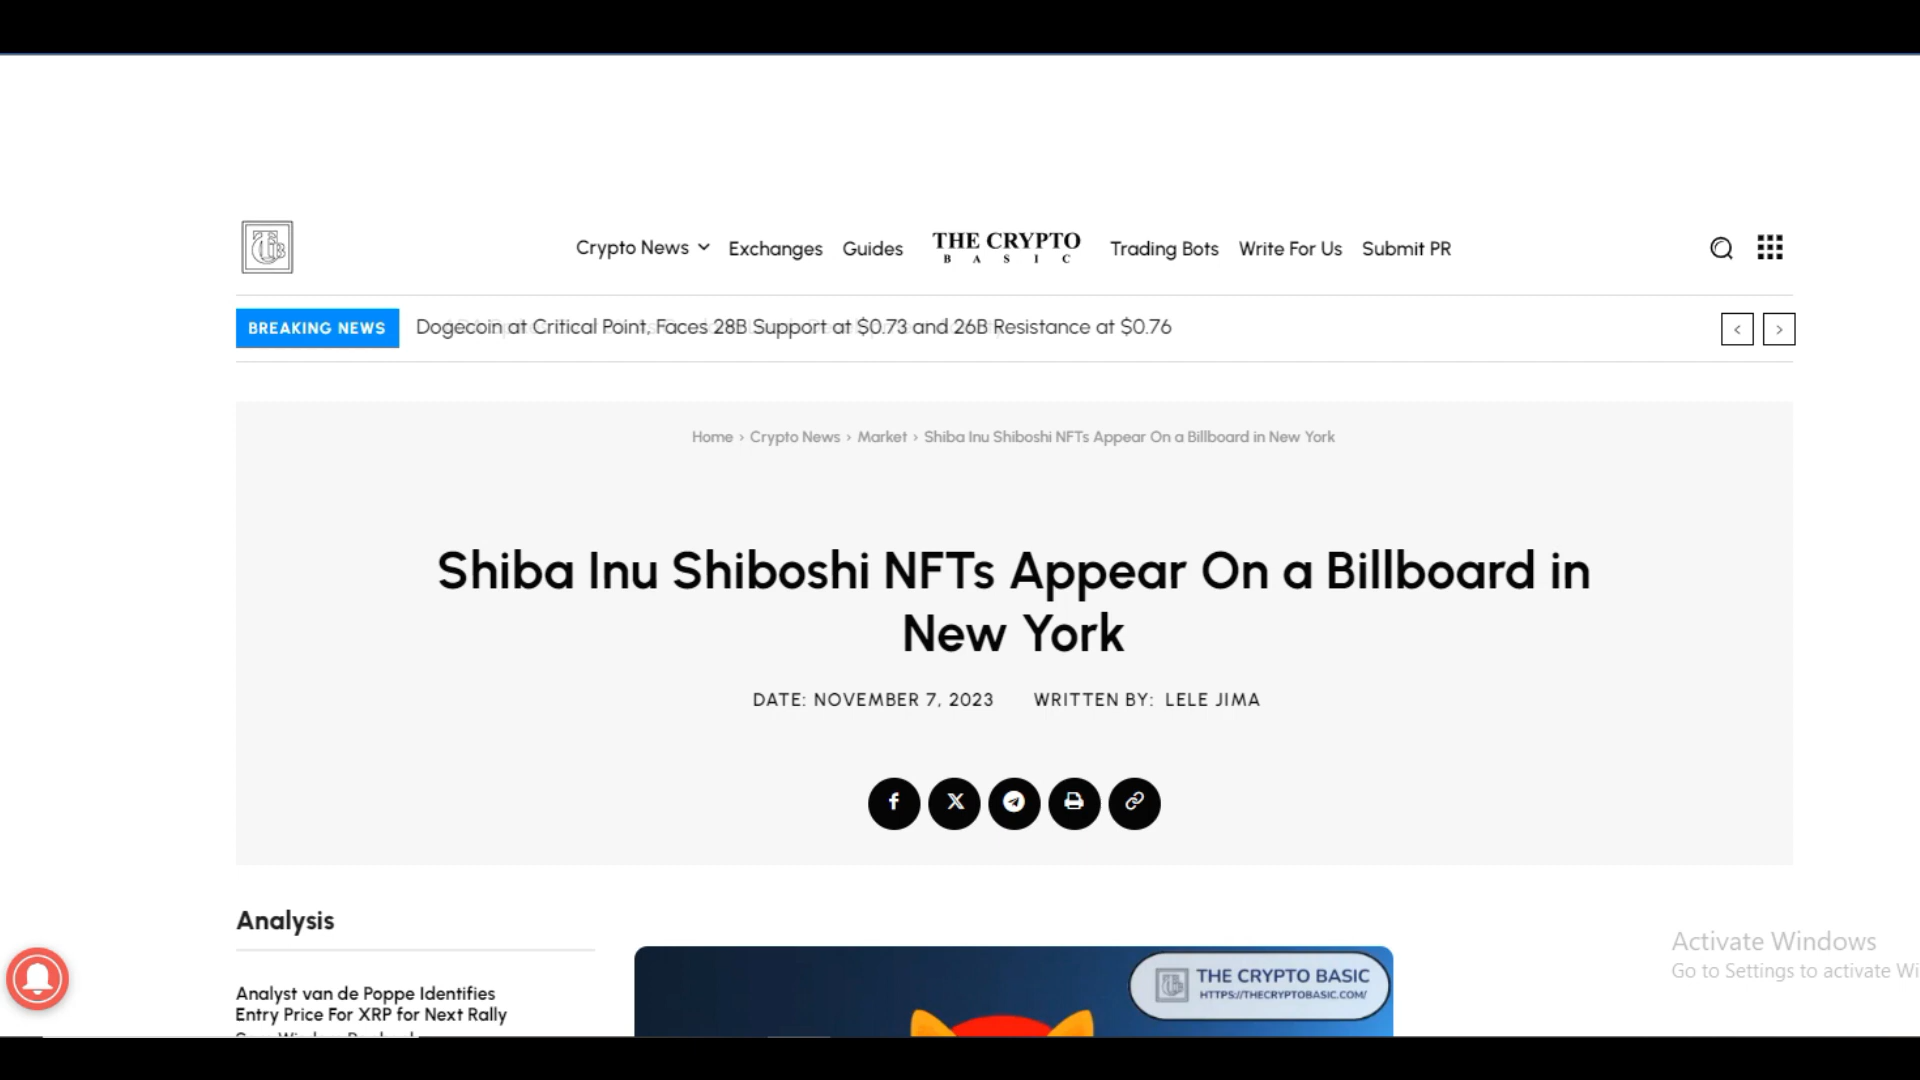 Crypto News Exchanges Guides THE CRYPTO BASIC Trading Bots Write For Us Submit PR
BREAKING NEWS Dogecoin at Critical Point, Faces 28B Support at $0.73 and 26B Resistance at $0.76
Home › Crypto News › Market › Shiba Inu Shiboshi NFTs Appear On a Billboard in New York
Shiba Inu Shiboshi NFTs Appear On a Billboard in
New York
DATE: NOVEMBER 7, 2023 WRITTEN BY: LELE JIMA
Analysis
Analyst van de Poppe Identifies
Entry Price For XRP for Next Rally
THE CRYPTO BASIC
HTTPS://THECRYPTOBASIC.COM/
Activate Windows
Go to Settings to activate Wi